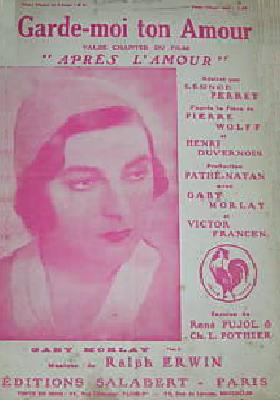 Garde-moi ton Amour
VALSE CHANTÉE DU FILM
"APRÈS L'AMOUR"
Réalisé par
LÉONCE
PERRET
d'après la Pièce de
PIERRE
WOLFF
et
HENRI
DUVERNOIS
Production
PATHÉ-NATAN
avec
GABY
MORLAY
et
VICTOR
FRANCEN
Paroles de
René PUJOL &
Ch. L. POTHIER
GABY MORLAY
Musique de Ralph ERWIN
ÉDITIONS SALABERT - PARIS